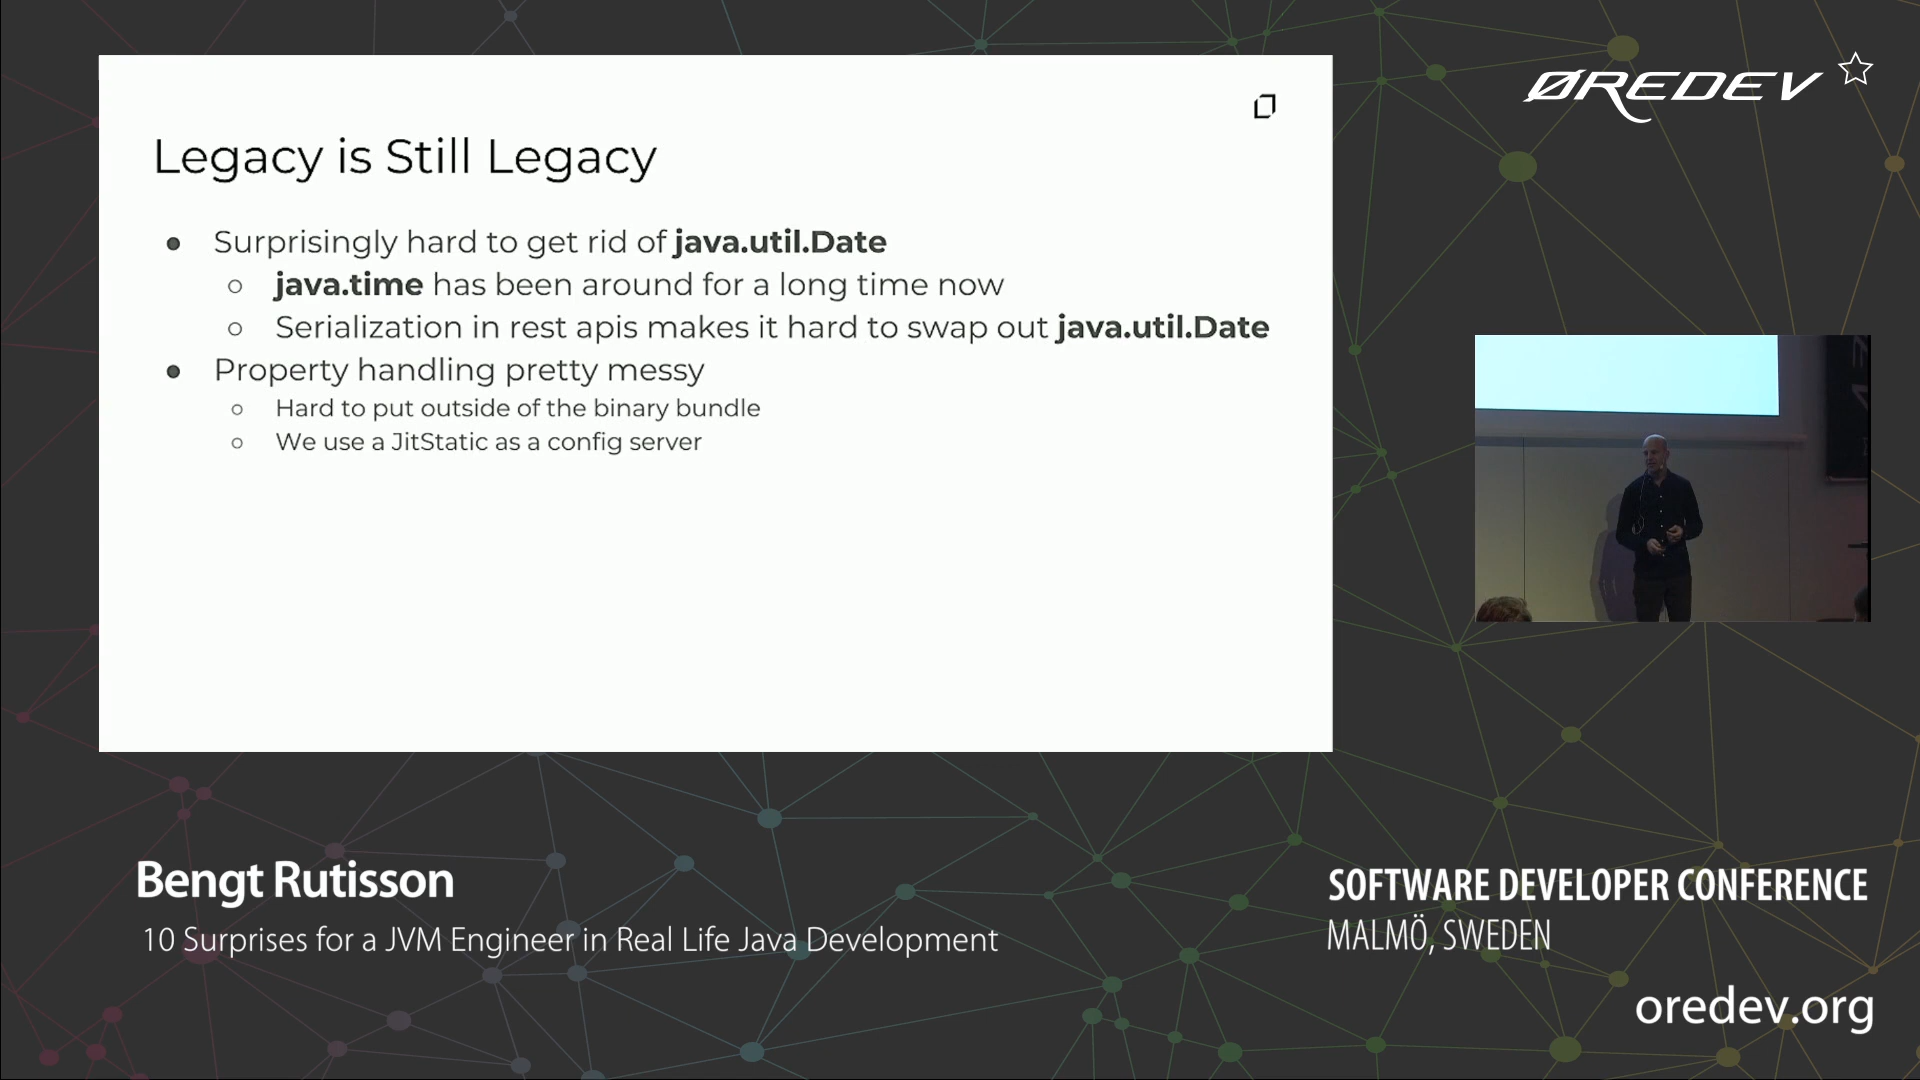 ØREDEV
Legacy is Still Legacy
● Surprisingly hard to get rid of java.util.Date
○ java.time has been around for a long time now
○ Serialization in rest apis makes it hard to swap out java.util.Date
● Property handling pretty messy
○ Hard to put outside of the binary bundle
○ We use a JitStatic as a config server
Bengt Rutisson
10 Surprises for a JVM Engineer in Real Life Java Development
SOFTWARE DEVELOPER CONFERENCE
MALMÖ, SWEDEN
oredev.org